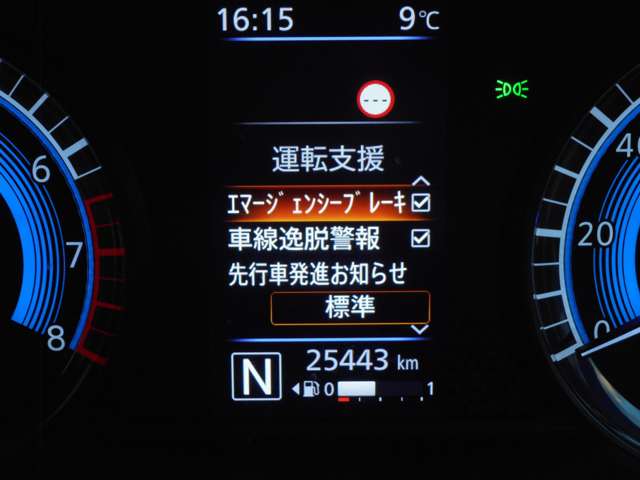 16:15 9℃
---
運転支援
ｴﾏｰｼﾞｪﾝｼｰﾌﾞﾚｰｷ
車線逸脱警報
先行車発進お知らせ
標準
N
25443 km
0 1
6
7
8
40
20
0